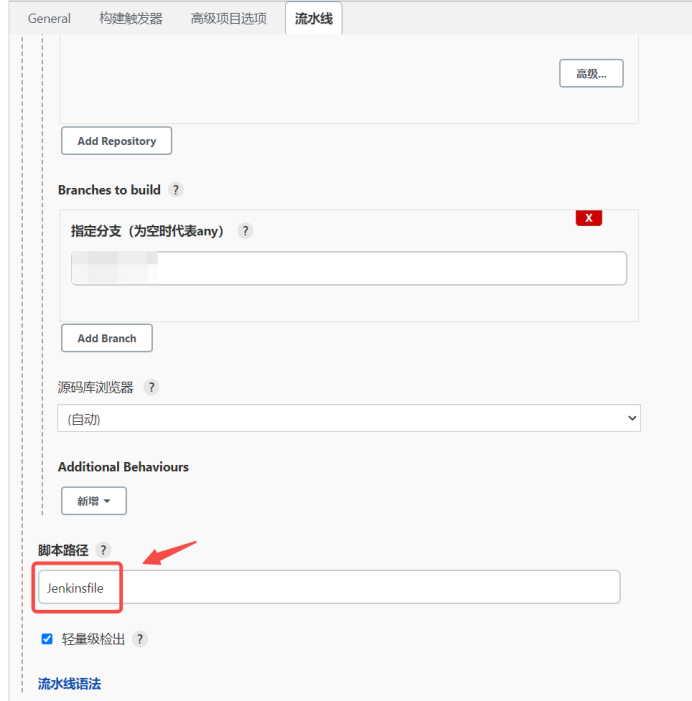 General 构建触发器 高级项目选项 流水线
高级...
Add Repository
Branches to build ?
X
指定分支（为空时代表any） ?
Add Branch
源码库浏览器 ?
(自动)
Additional Behaviours
新增
脚本路径 ?
Jenkinsfile
轻量级检出 ?
流水线语法